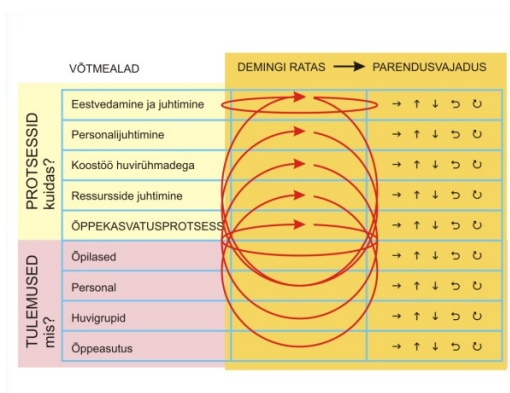 VÕTMEALAD DEMINGI RATAS → PARENDUSVAJADUS
PROTSESSID
kuidas?
Eestvedamine ja juhtimine → ↑ ↓ ⮌ ↻
Personalijuhtimine → ↑ ↓ ⮌ ↻
Koostöö huvirühmadega → ↑ ↓ ⮌ ↻
Ressursside juhtimine → ↑ ↓ ⮌ ↻
ÕPPEKASVATUSPROTSESS → ↑ ↓ ⮌ ↻
TULEMUSED
mis?
Õpilased → ↑ ↓ ⮌ ↻
Personal → ↑ ↓ ⮌ ↻
Huvigrupid → ↑ ↓ ⮌ ↻
Õppeasutus → ↑ ↓ ⮌ ↻